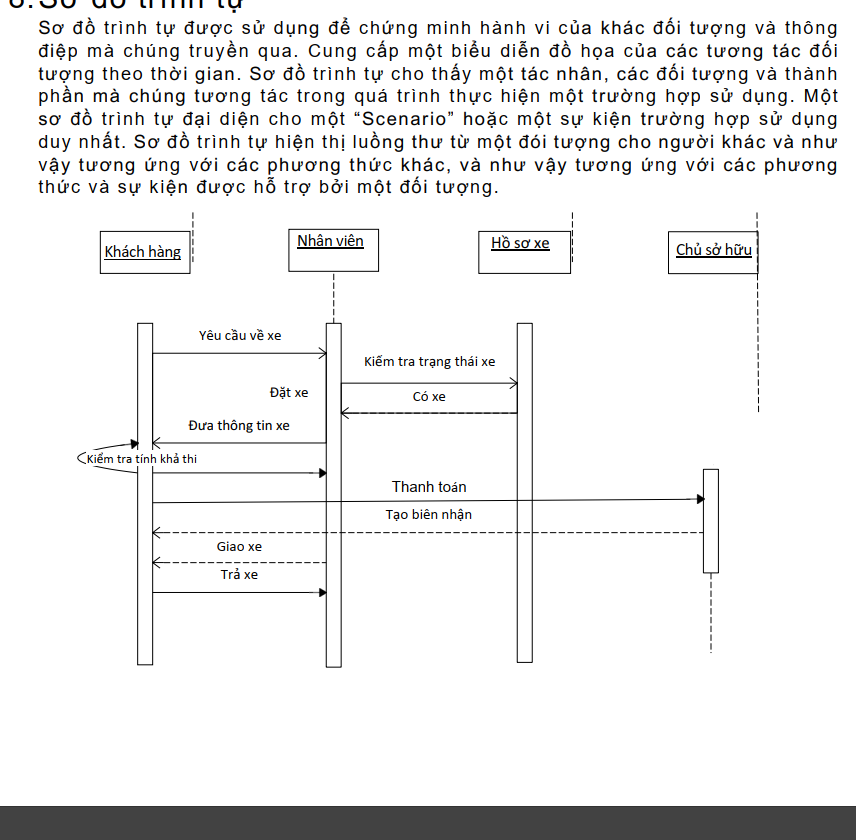 8.Sơ đồ trình tự
Sơ đồ trình tự được sử dụng để chứng minh hành vi của khác đối tượng và thông
điệp mà chúng truyền qua. Cung cấp một biểu diễn đồ họa của các tương tác đối
tượng theo thời gian. Sơ đồ trình tự cho thấy một tác nhân, các đối tượng và thành
phần mà chúng tương tác trong quá trình thực hiện một trường hợp sử dụng. Một
sơ đồ trình tự đại diện cho một “Scenario” hoặc một sự kiện trường hợp sử dụng
duy nhất. Sơ đồ trình tự hiện thị luồng thư từ một đói tượng cho người khác và như
vậy tương ứng với các phương thức khác, và như vậy tương ứng với các phương
thức và sự kiện được hỗ trợ bởi một đối tượng.
Khách hàng
Nhân viên
Hồ sơ xe
Chủ sở hữu
Yêu cầu về xe
Kiểm tra trạng thái xe
Đặt xe
Có xe
Đưa thông tin xe
Kiểm tra tính khả thi
Thanh toán
Tạo biên nhận
Giao xe
Trả xe